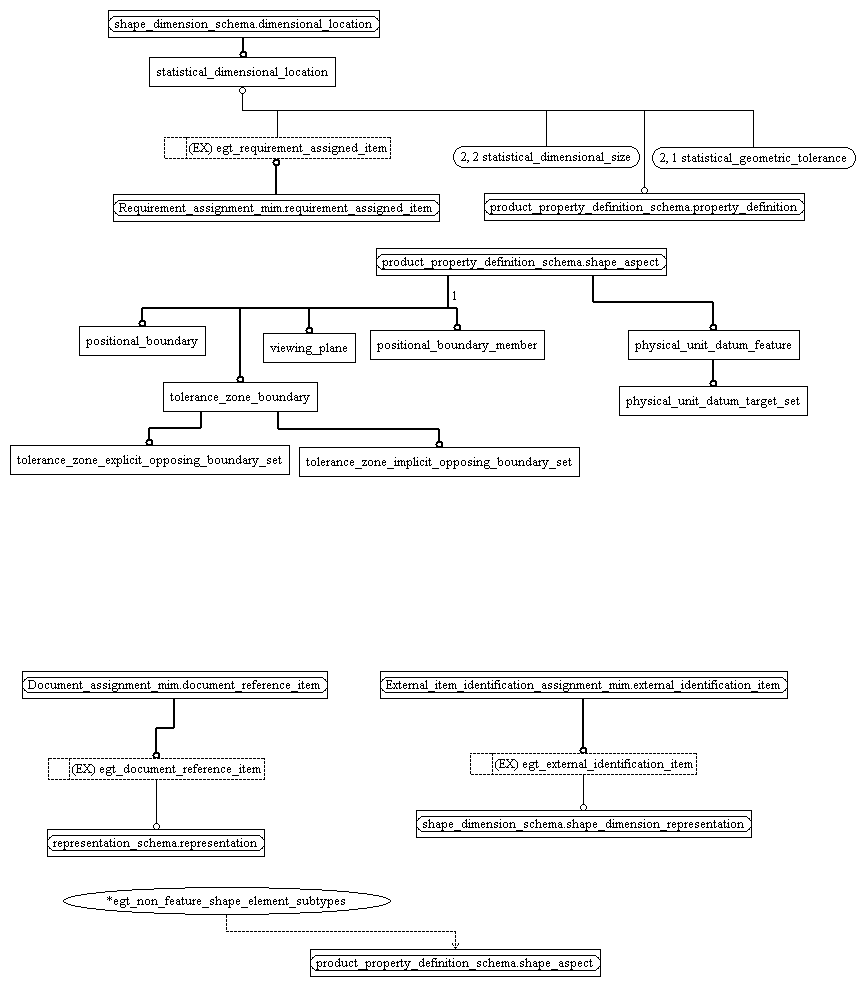 shape_dimension_schema.dimensional_location
statistical_dimensional_location
(EX) egt_requirement_assigned_item
2, 2 statistical_dimensional_size
2, 1 statistical_geometric_tolerance
Requirement_assignment_mim.requirement_assigned_item
product_property_definition_schema.property_definition
product_property_definition_schema.shape_aspect
1
positional_boundary
viewing_plane
positional_boundary_member
physical_unit_datum_feature
tolerance_zone_boundary
physical_unit_datum_target_set
tolerance_zone_explicit_opposing_boundary_set
tolerance_zone_implicit_opposing_boundary_set
Document_assignment_mim.document_reference_item
External_item_identification_assignment_mim.external_identification_item
(EX) egt_document_reference_item
(EX) egt_external_identification_item
shape_dimension_schema.shape_dimension_representation
representation_schema.representation
*egt_non_feature_shape_element_subtypes
product_property_definition_schema.shape_aspect